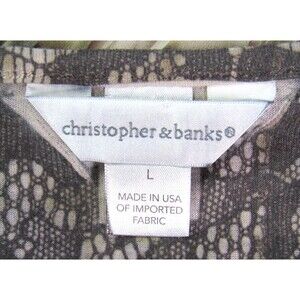 christopher & banks®
L
MADE IN USA
OF IMPORTED
FABRIC